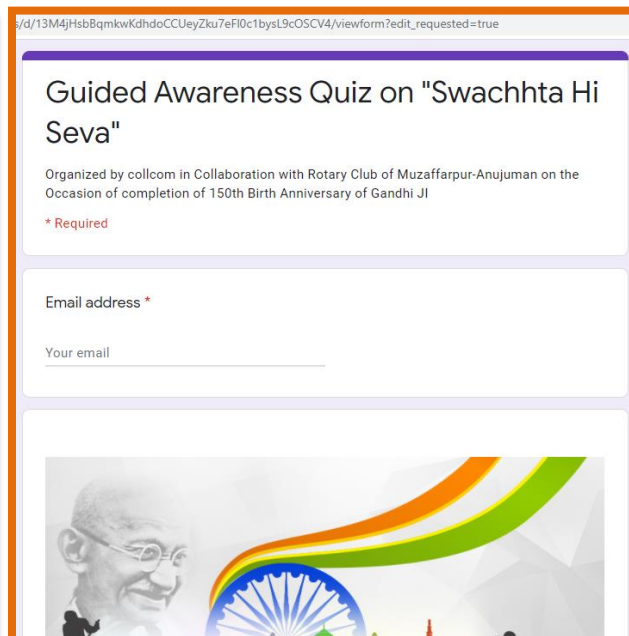 s/d/13M4jHsbBqmkwKdhdoCCUeyZku7eFl0c1bysL9cOSCV4/viewform?edit_requested=true
Guided Awareness Quiz on "Swachhta Hi
Seva"
Organized by collcom in Collaboration with Rotary Club of Muzaffarpur-Anujuman on the
Occasion of completion of 150th Birth Anniversary of Gandhi JI
* Required
Email address *
Your email